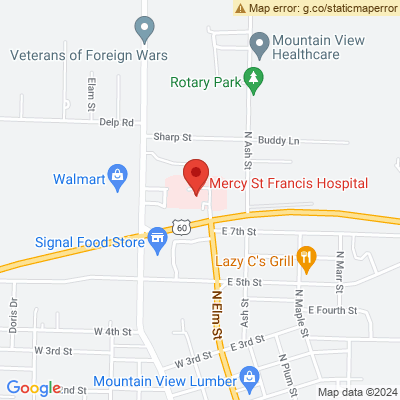 Map error: g.co/staticmaperror
Veterans of Foreign Wars
Mountain View
Healthcare
Elam St
Rotary Park
Delp Rd
Sharp St
Buddy Ln
N Ash St
Walmart
Mercy St Francis Hospital
60
Signal Food Store
E 7th St
Lazy C's Grill
N Marr St
E 5th St
Doris Dr
N Elm St
Ash St
N Maple St
E Fourth St
W 4th St
W 3rd St
E 3rd St
W 3rd St
N Plum St
Mountain View Lumber
Google
2nd St
Map data ©2024